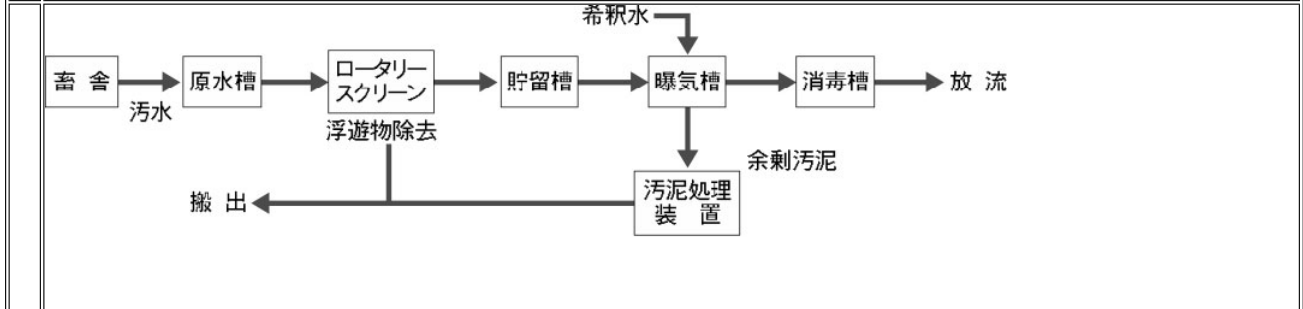 希釈水
畜 舎
汚水
原水槽
ロータリー
スクリーン
浮遊物除去
貯留槽
曝気槽
消毒槽
放 流
余剰汚泥
汚泥処理
装 置
搬 出